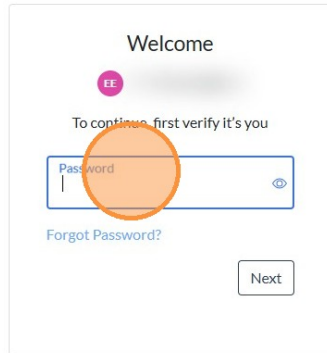 Welcome
EE
To continue, first verify it's you
Password
Forgot Password?
Next